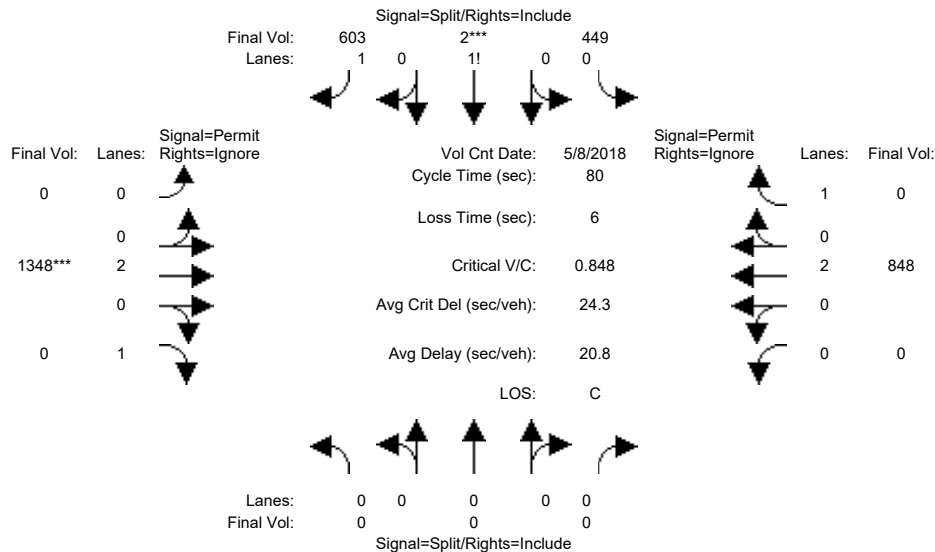 Signal=Split/Rights=Include
Final Vol: 603 2*** 449
Lanes: 1 0 1! 0 0
Signal=Permit Signal=Permit
Final Vol: Lanes: Rights=Ignore Vol Cnt Date: 5/8/2018 Rights=Ignore Lanes: Final Vol:
Cycle Time (sec): 80
0 0 1 0
Loss Time (sec): 6
0 0
1348*** 2 Critical V/C: 0.848 2 848
0 Avg Crit Del (sec/veh): 24.3 0
0 1 Avg Delay (sec/veh): 20.8 0 0
LOS: C
Lanes: 0 0 0 0 0
Final Vol: 0 0 0
Signal=Split/Rights=Include